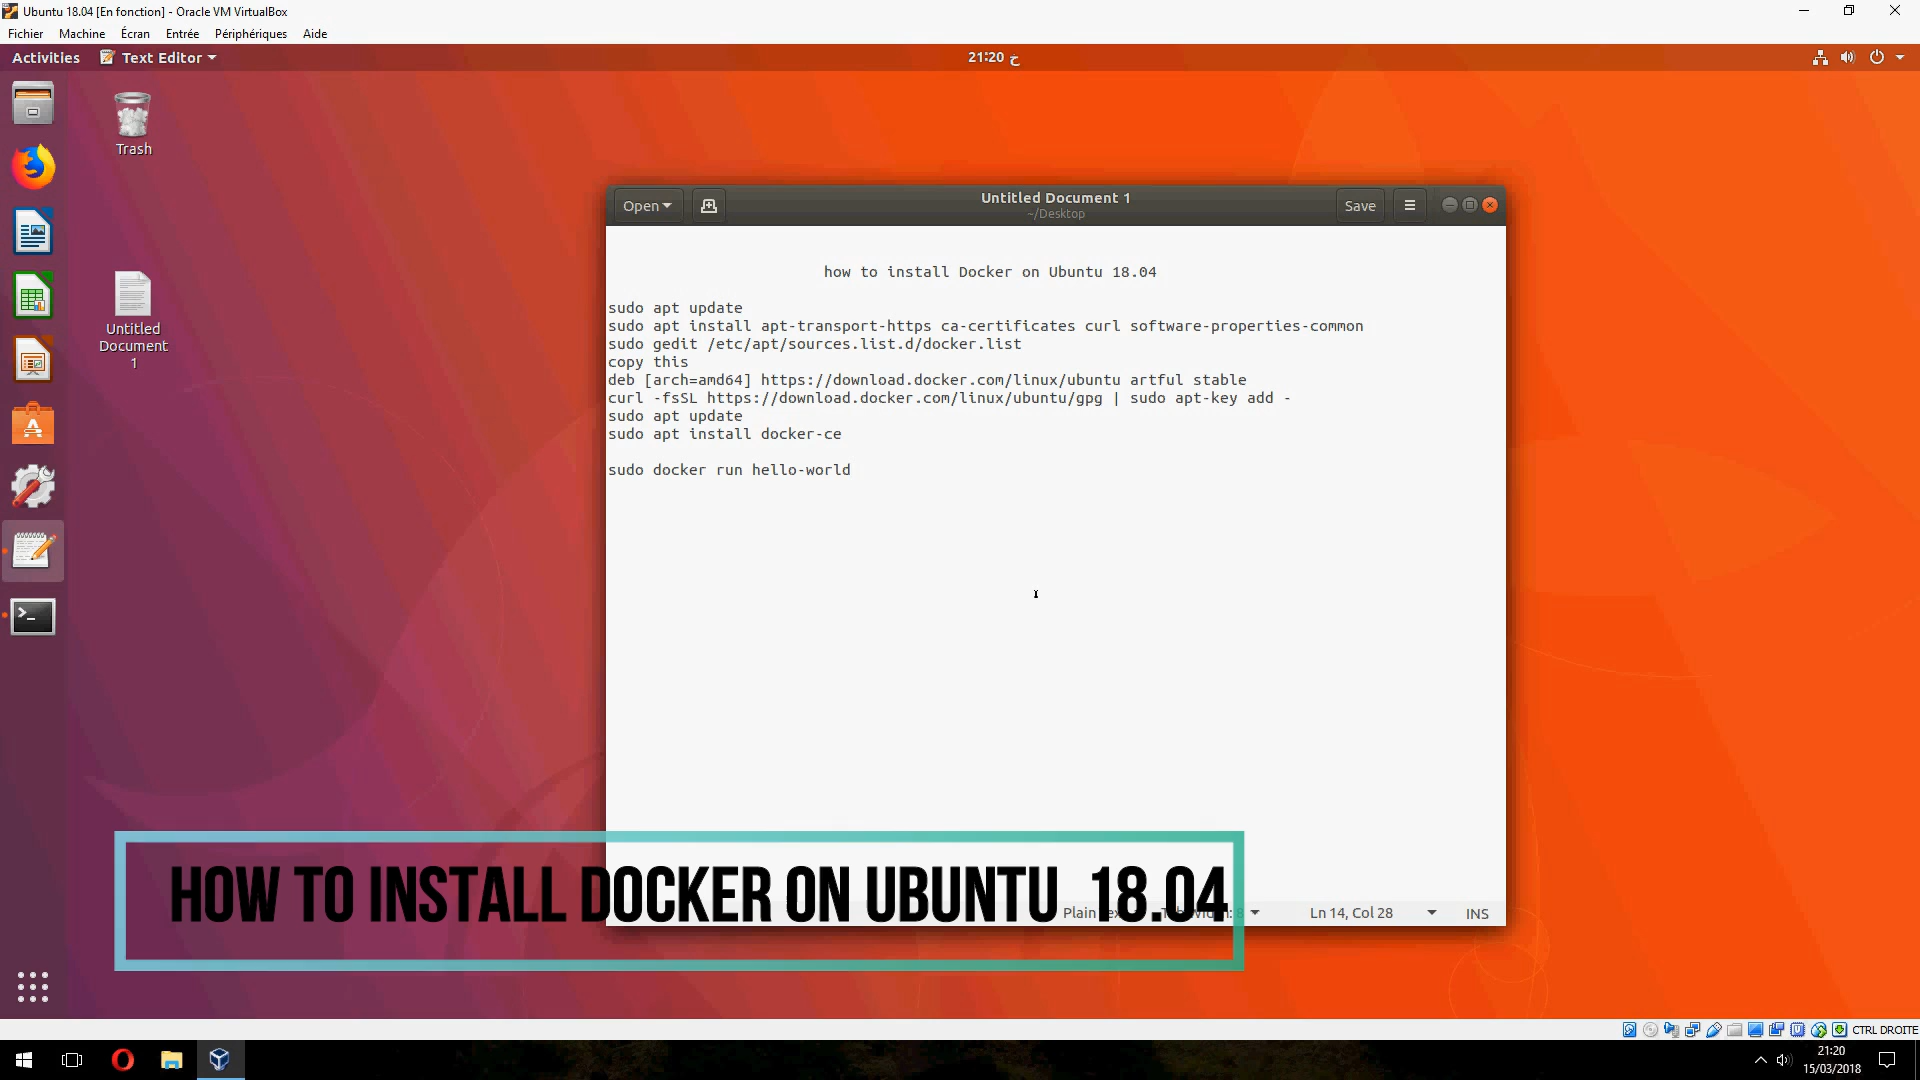 Ubuntu 18.04 [En fonction] - Oracle VM VirtualBox
Fichier Machine Écran Entrée Périphériques Aide
Activities Text Editor 21:20 ح
Trash
Untitled
Document
1
Open Untitled Document 1 Save
~/Desktop
how to install Docker on Ubuntu 18.04
sudo apt update
sudo apt install apt-transport-https ca-certificates curl software-properties-common
sudo gedit /etc/apt/sources.list.d/docker.list
copy this
deb [arch=amd64] https://download.docker.com/linux/ubuntu artful stable
curl -fsSL https://download.docker.com/linux/ubuntu/gpg | sudo apt-key add -
sudo apt update
sudo apt install docker-ce
sudo docker run hello-world
HOW TO INSTALL DOCKER ON UBUNTU 18.04
Plain Ln 14, Col 28 INS
CTRL DROITE
21:20
15/03/2018